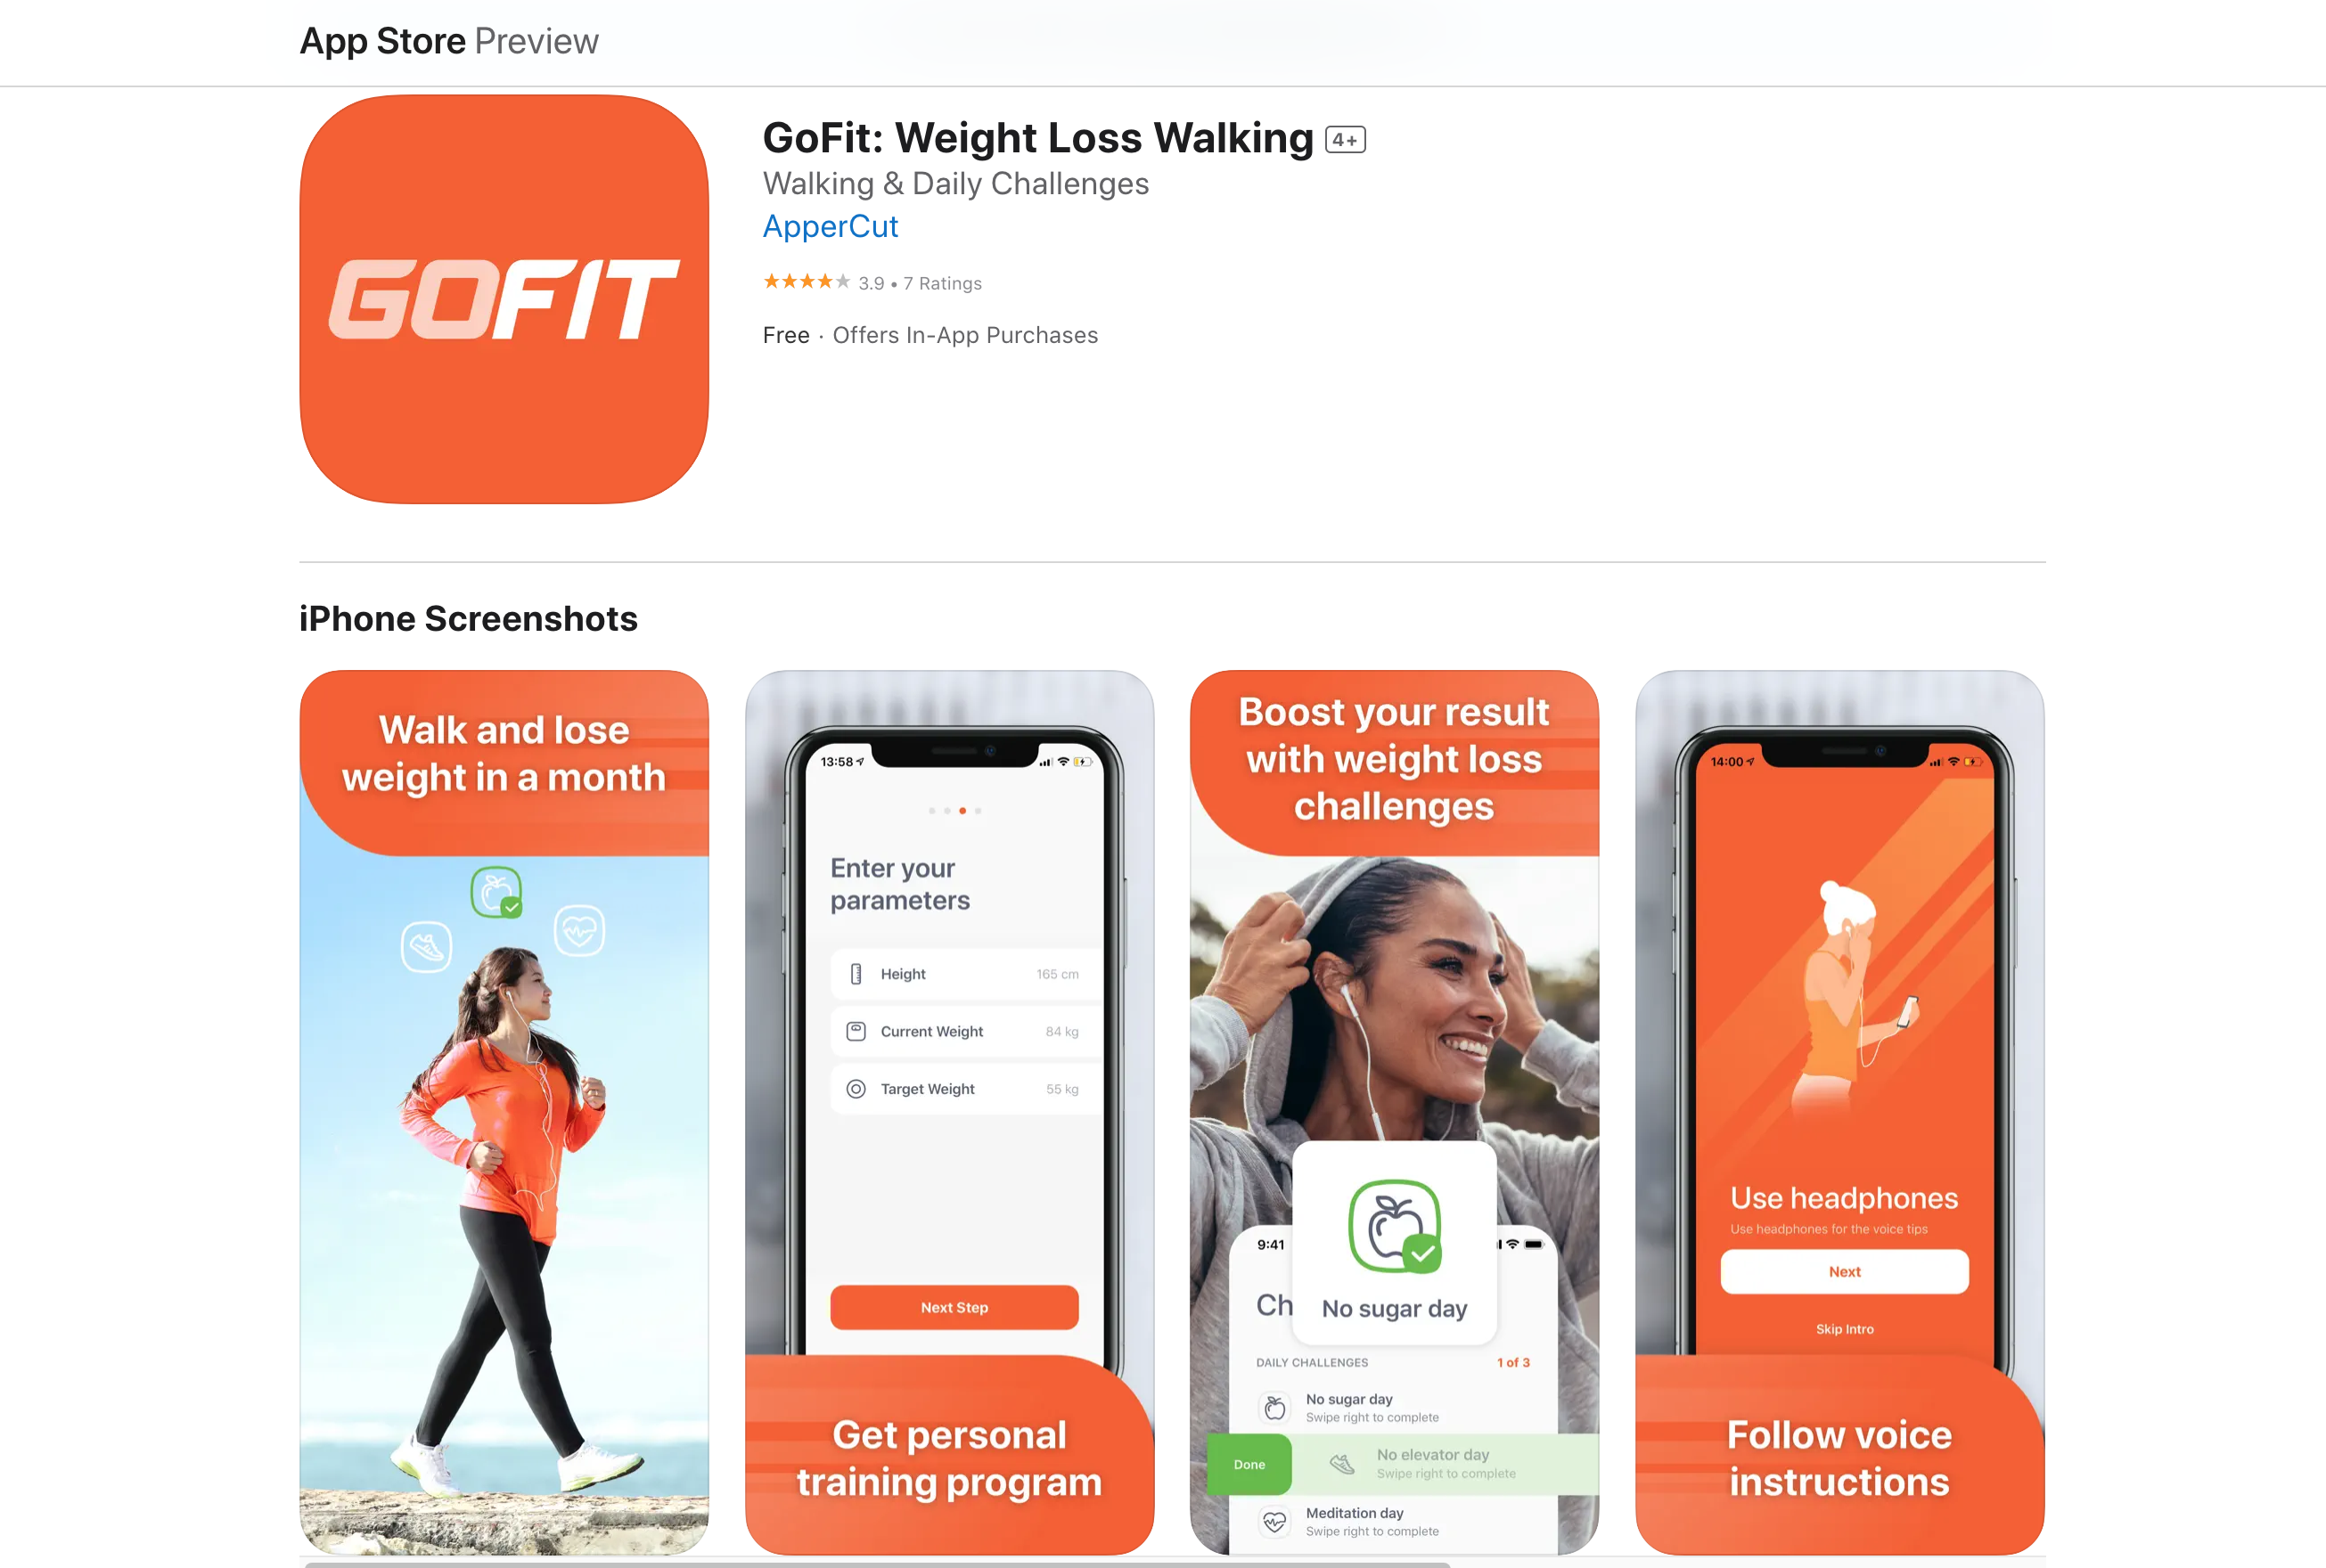 App Store Preview
GOFIT
GoFit: Weight Loss Walking 4+
Walking & Daily Challenges
ApperCut
3.9 • 7 Ratings
Free · Offers In-App Purchases
iPhone Screenshots
Walk and lose
weight in a month
13:58
Enter your
parameters
Height 165 cm
Current Weight 84 kg
Target Weight 55 kg
Next Step
Get personal
training program
Boost your result
with weight loss
challenges
9:41
Ch
No sugar day
DAILY CHALLENGES 1 of 3
No sugar day
Swipe right to complete
Done
No elevator day
Swipe right to complete
Meditation day
Swipe right to complete
14:00
Use headphones
Use headphones for the voice tips
Next
Skip Intro
Follow voice
instructions